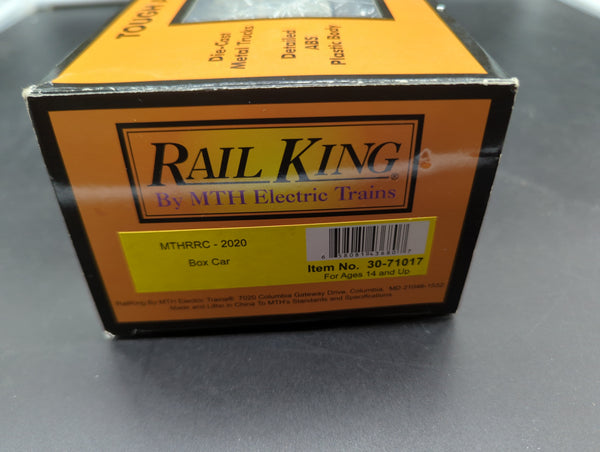 TOUGH
Die-Cast
Metal Trucks
Detailed
ABS
Plastic Body
RAIL KING®
By MTH Electric Trains
MTHRRC - 2020
Box Car
Item No. 30-71017
For Ages 14 and Up
RailKing By MTH Electric Trains® 7020 Columbia Gateway Drive, Columbia, MD 21046-1532
Made and Litho in China To MTH's Standards and Specifications